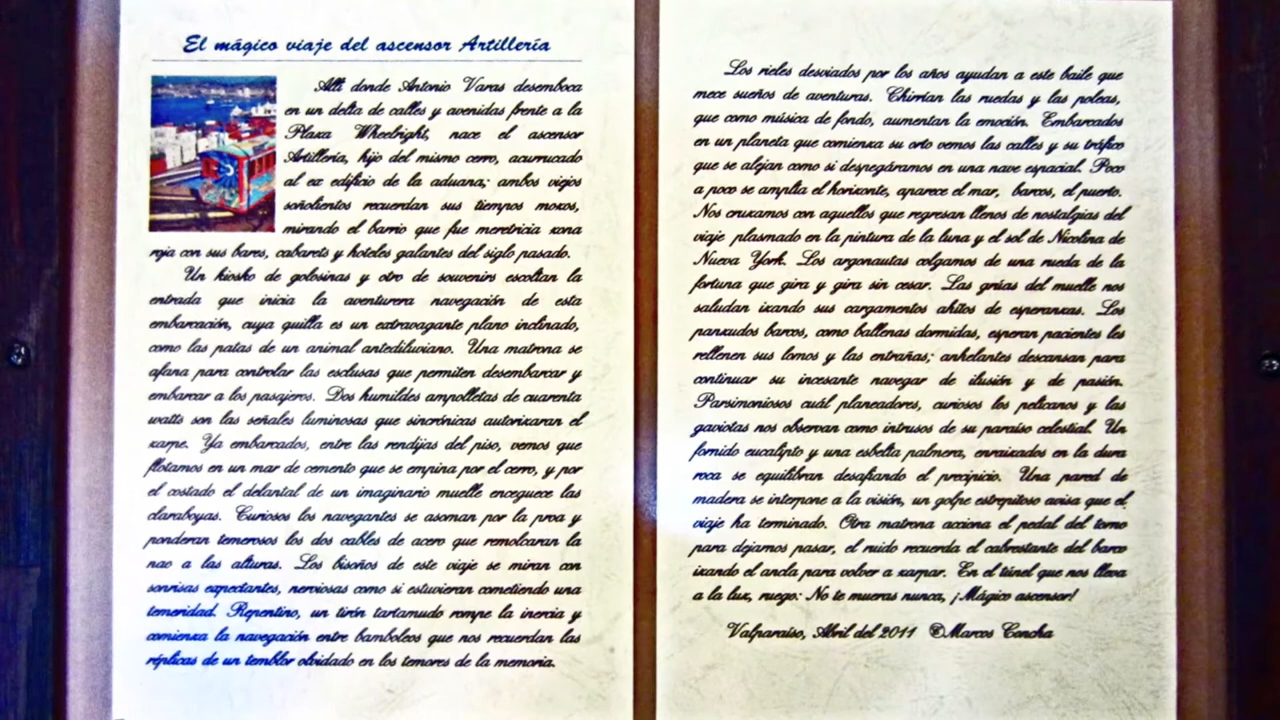 El mágico viaje del ascensor Artillería
Allí donde Antonio Varas desemboca
en un delta de calles y avenidas frente a la
Plaza Wheelright, nace el ascensor
Artillería, hijo del mismo cerro, acurrucado
al ex edificio de la aduana; ambos viejos
soñolientos recuerdan sus tiempos mozos,
mirando el barrio que fue meretricia zona
roja con sus bares, cabarets y hoteles galantes del siglo pasado.
Un kiosko de golosinas y otro de souvenirs escoltan la
entrada que inicia la aventurera navegación de esta
embarcación, cuya quilla es un extravagante plano inclinado,
como las patas de un animal antediluviano. Una matrona se
afana para controlar las esclusas que permiten desembarcar y
embarcar a los pasajeros. Dos humildes ampolletas de cuarenta
watts son las señales luminosas que sincrónicas autorizaran el
zarpe. Ya embarcados, entre las rendijas del piso, vemos que
flotamos en un mar de cemento que se empina por el cerro, y por
el costado el delantal de un imaginario muelle enceguece las
claraboyas. Curiosos los navegantes se asoman por la proa y
ponderan temerosos los dos cables de acero que remolcaran la
nao a las alturas. Los bisoños de este viaje se miran con
sonrisas expectantes, nerviosas como si estuvieran cometiendo una
temeridad. Repentino, un tirón tartamudo rompe la inercia y
comienza la navegación entre bamboleos que nos recuerdan las
réplicas de un temblor olvidado en los temores de la memoria.
Los rieles desviados por los años ayudan a este baile que
mece sueños de aventuras. Chirrían las ruedas y las poleas,
que como música de fondo, aumentan la emoción. Embarcados
en un planeta que comienza su orto vemos las calles y su tráfico
que se alejan como si despegáramos en una nave espacial. Poco
a poco se amplía el horizonte, aparece el mar, barcos, el puerto.
Nos cruzamos con aquellos que regresan llenos de nostalgias del
viaje plasmado en la pintura de la luna y el sol de Nicolina de
Nueva York. Los argonautas colgamos de una rueda de la
fortuna que gira y gira sin cesar. Las grúas del muelle nos
saludan izando sus cargamentos ahítos de esperanzas. Los
panzudos barcos, como ballenas dormidas, esperan pacientes les
rellenen sus lomos y las entrañas; anhelantes descansan para
continuar su incesante navegar de ilusión y de pasión.
Parsimoniosos cuál planeadores, curiosos los pelícanos y las
gaviotas nos observan como intrusos de su paraíso celestial. Un
fornido eucalipto y una esbelta palmera, enraizados en la dura
roca se equilibran desafiando el precipicio. Una pared de
madera se interpone a la visión, un golpe estrepitoso avisa que el
viaje ha terminado. Otra matrona acciona el pedal del torno
para dejarnos pasar, el ruido recuerda el cabrestante del barco
izando el ancla para volver a zarpar. En el túnel que nos lleva
a la luz, ruego: No te mueras nunca, ¡Mágico ascensor!
Valparaíso, Abril del 2011 ©Marcos Concha